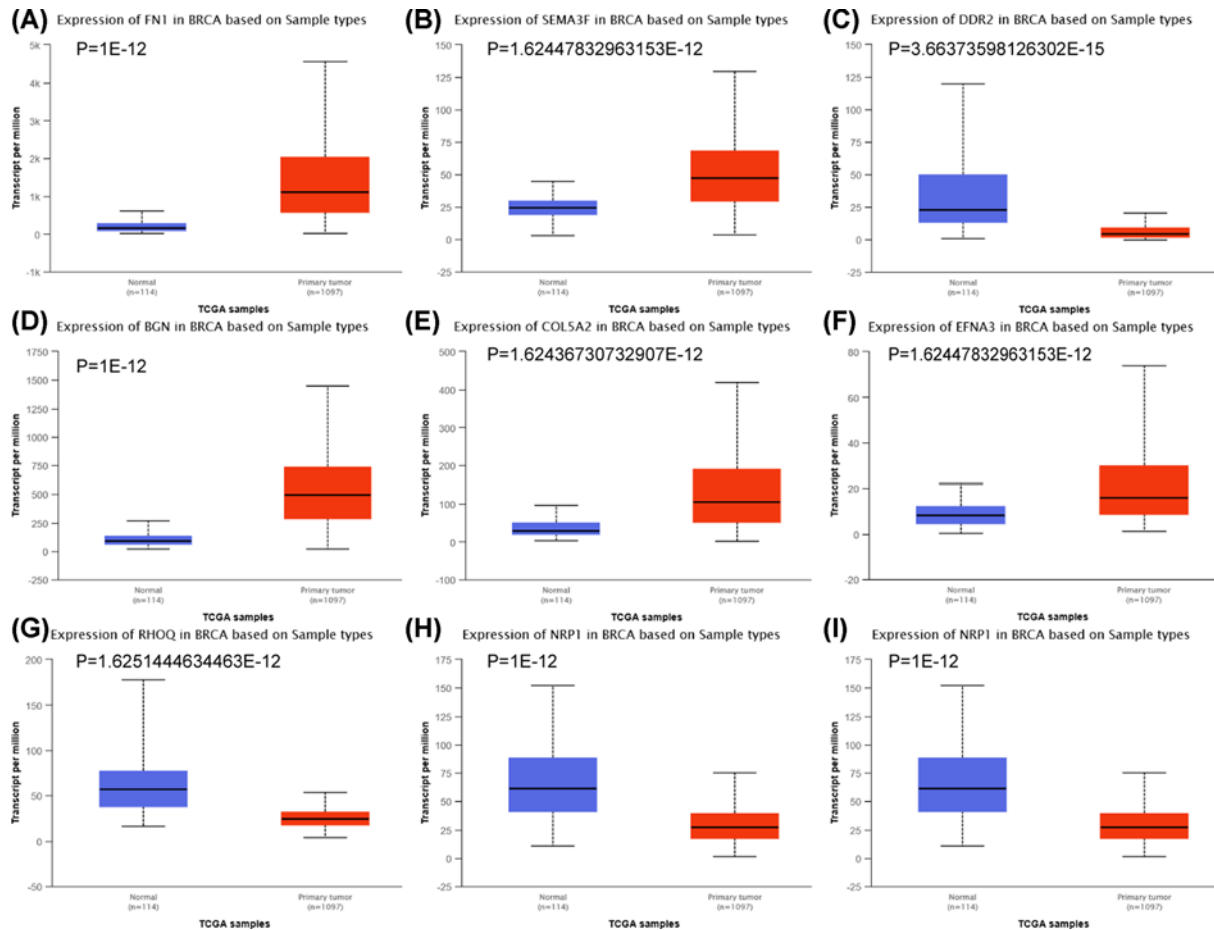 (A) Expression of FN1 in BRCA based on Sample types
P=1E-12
Transcript per million
5k
4k
3k
2k
1k
0
-1k
Normal
(n=114)
Primary tumor
(n=1097)
TCGA samples
(B) Expression of SEMA3F in BRCA based on Sample types
P=1.62447832963153E-12
Transcript per million
150
125
100
75
50
25
0
-25
Normal
(n=114)
Primary tumor
(n=1097)
TCGA samples
(C) Expression of DDR2 in BRCA based on Sample types
P=3.66373598126302E-15
Transcript per million
150
125
100
75
50
25
0
-25
Normal
(n=114)
Primary tumor
(n=1097)
TCGA samples
(D) Expression of BGN in BRCA based on Sample types
P=1E-12
Transcript per million
1750
1500
1250
1000
750
500
250
0
-250
Normal
(n=114)
Primary tumor
(n=1097)
TCGA samples
(E) Expression of COL5A2 in BRCA based on Sample types
P=1.62436730732907E-12
Transcript per million
500
400
300
200
100
0
-100
Normal
(n=114)
Primary tumor
(n=1097)
TCGA samples
(F) Expression of EFNA3 in BRCA based on Sample types
P=1.62447832963153E-12
Transcript per million
80
60
40
20
0
-20
Normal
(n=114)
Primary tumor
(n=1097)
TCGA samples
(G) Expression of RHOQ in BRCA based on Sample types
P=1.6251444634463E-12
Transcript per million
200
150
100
50
0
-50
Normal
(n=114)
Primary tumor
(n=1097)
TCGA samples
(H) Expression of NRP1 in BRCA based on Sample types
P=1E-12
Transcript per million
175
150
125
100
75
50
25
0
-25
Normal
(n=114)
Primary tumor
(n=1097)
TCGA samples
(I) Expression of NRP1 in BRCA based on Sample types
P=1E-12
Transcript per million
175
150
125
100
75
50
25
0
-25
Normal
(n=114)
Primary tumor
(n=1097)
TCGA samples